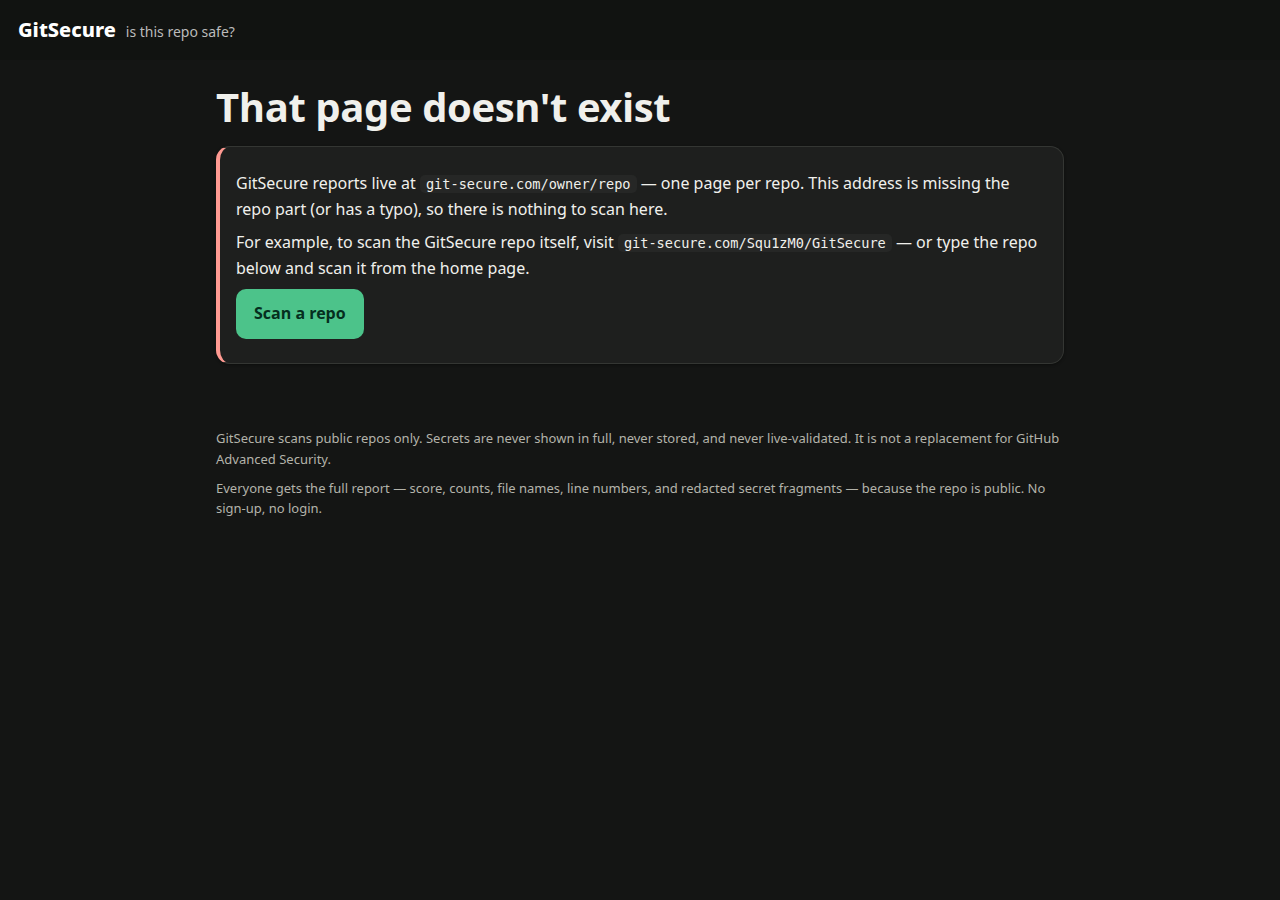 GitSecure is this repo safe?
That page doesn't exist
GitSecure reports live at git-secure.com/owner/repo — one page per repo. This address is missing the
repo part (or has a typo), so there is nothing to scan here.
For example, to scan the GitSecure repo itself, visit git-secure.com/Squ1zM0/GitSecure — or type the repo
below and scan it from the home page.
Scan a repo
GitSecure scans public repos only. Secrets are never shown in full, never stored, and never live-validated. It is not a replacement for GitHub
Advanced Security.
Everyone gets the full report — score, counts, file names, line numbers, and redacted secret fragments — because the repo is public. No
sign-up, no login.